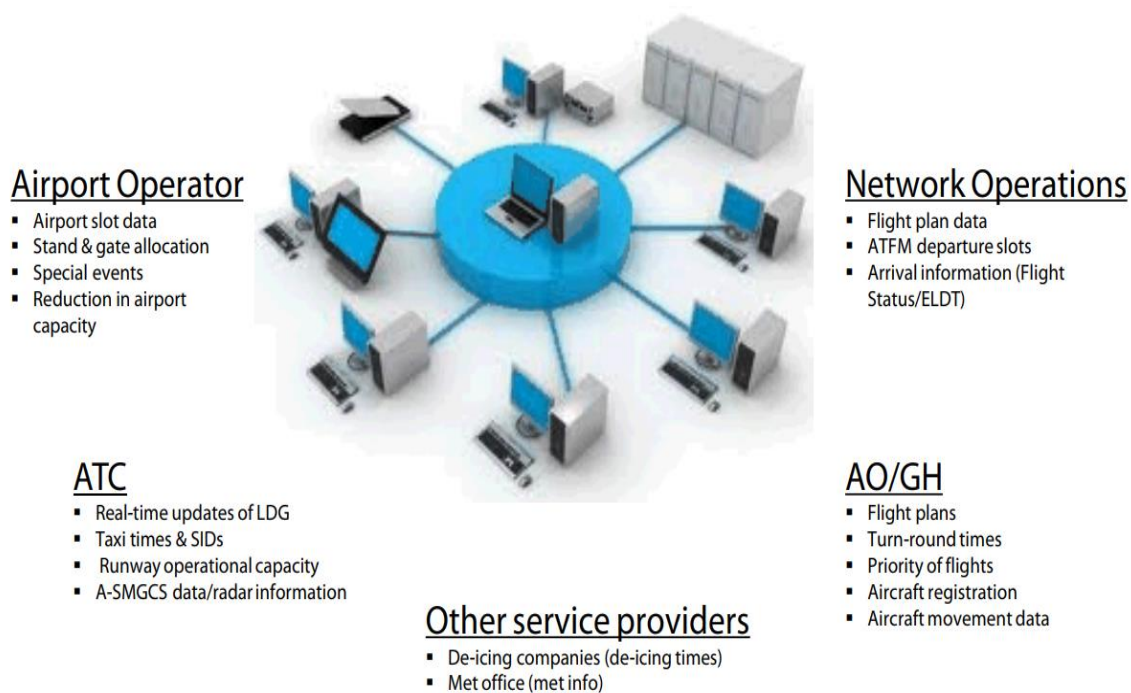 Airport Operator
▪ Airport slot data
▪ Stand & gate allocation
▪ Special events
▪ Reduction in airport
capacity
Network Operations
▪ Flight plan data
▪ ATFM departure slots
▪ Arrival information (Flight
Status/ELDT)
ATC
▪ Real-time updates of LDG
▪ Taxi times & SIDs
▪ Runway operational capacity
▪ A-SMGCS data/radar information
AO/GH
▪ Flight plans
▪ Turn-round times
▪ Priority of flights
▪ Aircraft registration
▪ Aircraft movement data
Other service providers
▪ De-icing companies (de-icing times)
▪ Met office (met info)